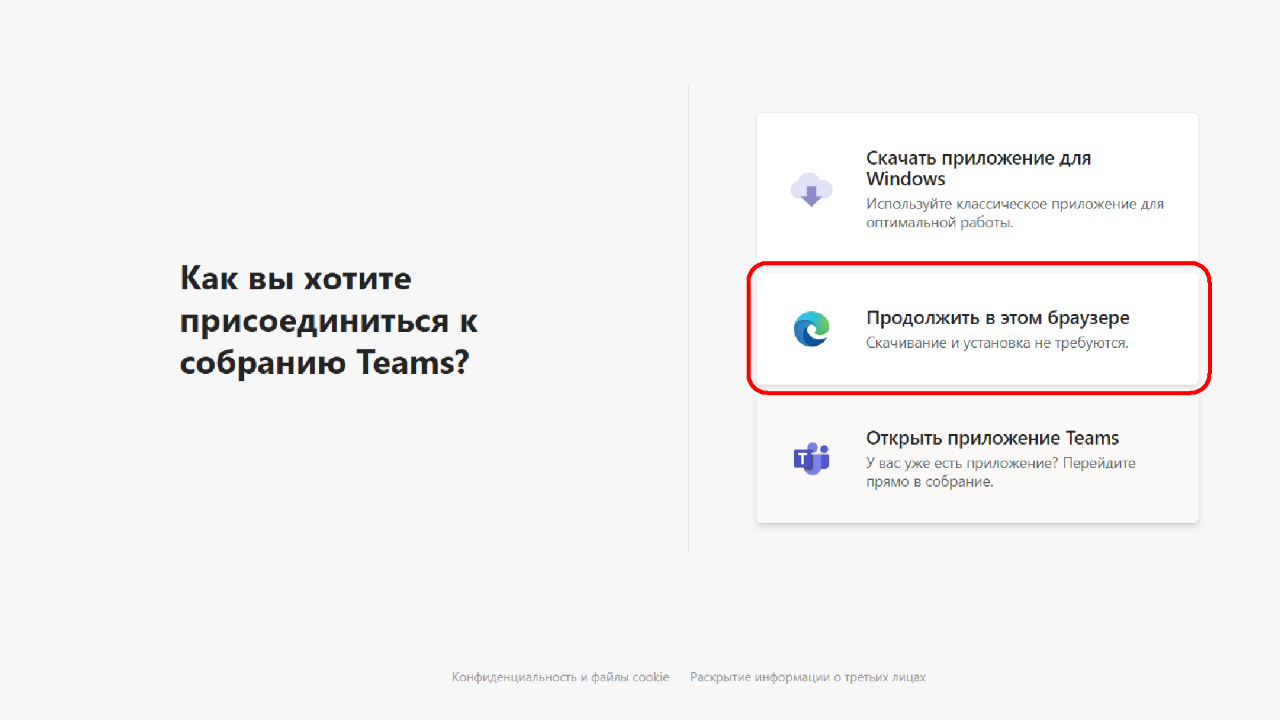 Как вы хотите
присоединиться к
собранию Teams?
Скачать приложение для
Windows
Используйте классическое приложение для
оптимальной работы.
Продолжить в этом браузере
Скачивание и установка не требуются.
Открыть приложение Teams
У вас уже есть приложение? Перейдите
прямо в собрание.
Конфиденциальность и файлы cookie
Раскрытие информации о третьих лицах